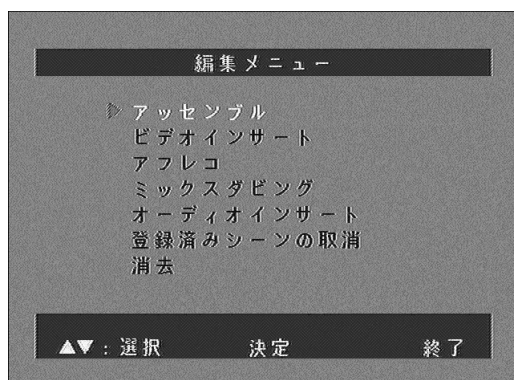 編集メニュー
アッセンブル
ビデオインサート
アフレコ
ミックスダビング
オーディオインサート
登録済みシーンの取消
消去
▲▼:選択 決定 終了